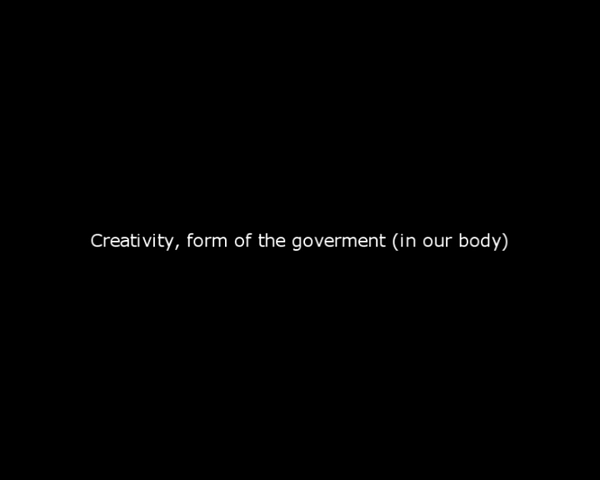 Creativity, form of the goverment (in our body)